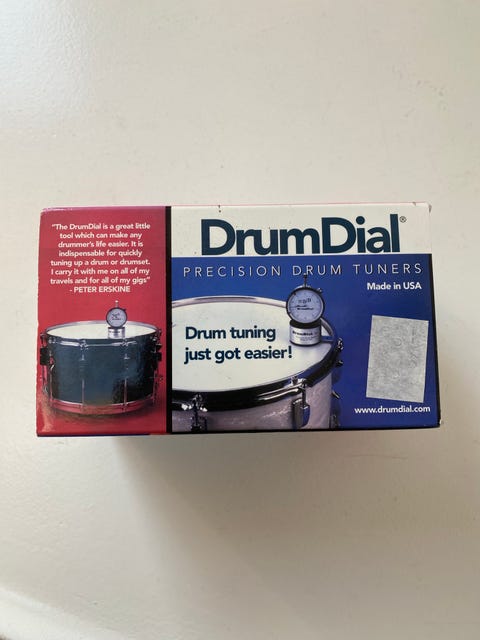 "The DrumDial is a great little
tool which can make any
drummer's life easier. It is
indispensable for quickly
tuning up a drum or drumset.
I carry it with me on all of my
travels and for all of my gigs"
- PETER ERSKINE
DrumDial®
PRECISION DRUM TUNERS
Made in USA
Drum tuning
just got easier!
DrumDial
www.drumdial.com